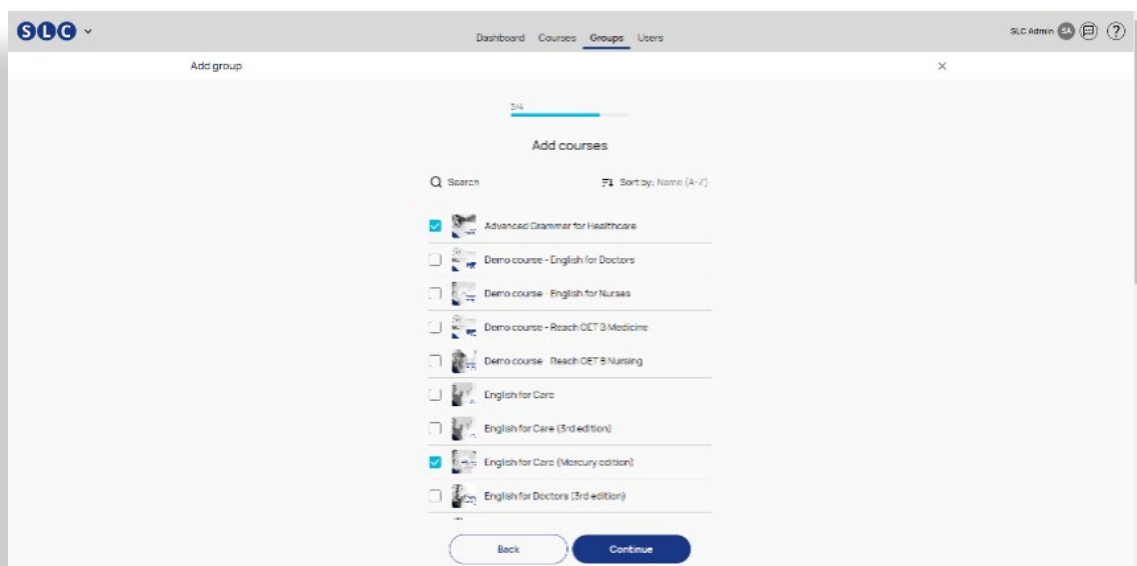 SLC
Dashboard Courses Groups Users
SLC Admin SA ?
Add group
3/4
Add courses
Search
Sort by: Name (A-Z)
Advanced Grammar for Healthcare
Demo course - English for Doctors
Demo course - English for Nurses
Demo course - Reach OET B Medicine
Demo course - Reach OET B Nursing
English for Care
English for Care (3rd edition)
English for Care (Mercury edition)
English for Doctors (3rd edition)
Back Continue